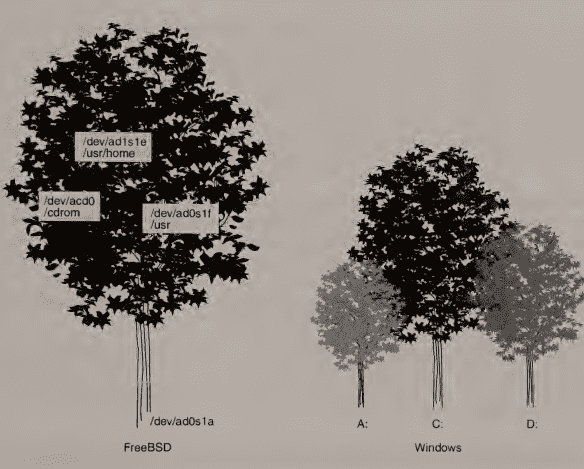 /dev/ad1s1e
/usr/home
/dev/acd0
/cdrom
/dev/ad0s1f
/usr
/dev/ad0s1a
A:
C:
D:
FreeBSD
Windows